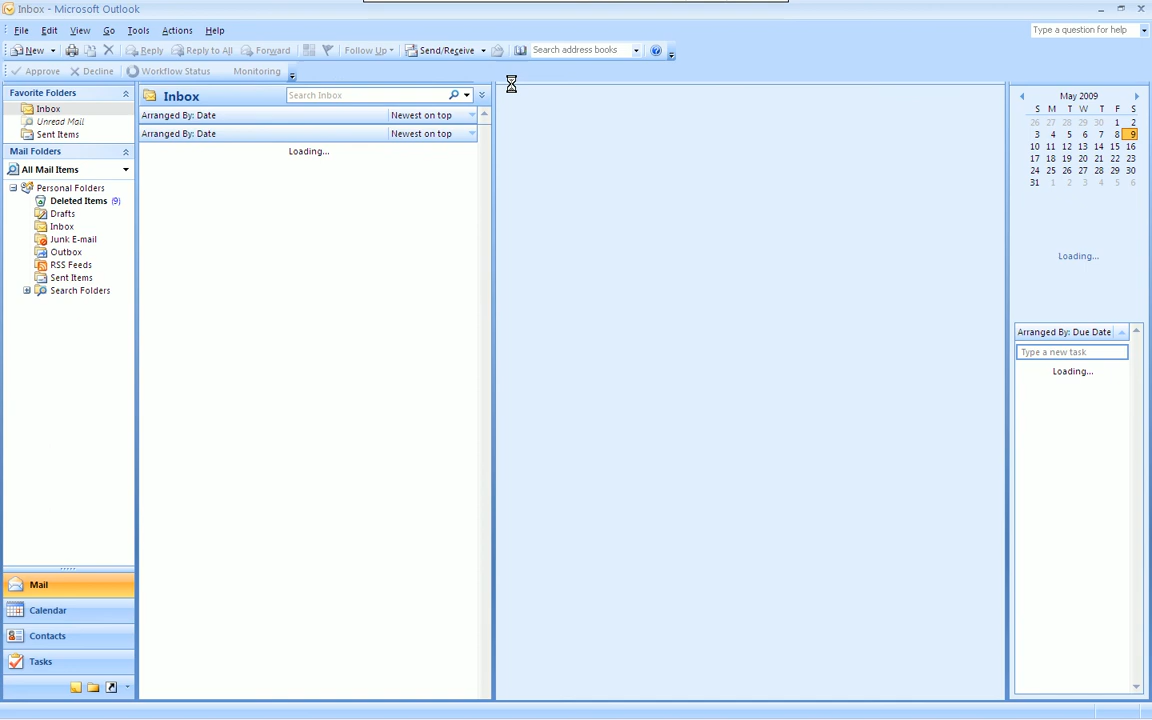 Inbox - Microsoft Outlook
File Edit View Go Tools Actions Help
Type a question for help
New Reply Reply to All Forward Follow Up Send/Receive Search address books
Approve Decline Workflow Status Monitoring
Favorite Folders
Inbox
Unread Mail
Sent Items
Mail Folders
All Mail Items
Personal Folders
Deleted Items (9)
Drafts
Inbox
Junk E-mail
Outbox
RSS Feeds
Sent Items
Search Folders
Mail
Calendar
Contacts
Tasks
Inbox Search Inbox
Arranged By: Date Newest on top
Arranged By: Date Newest on top
Loading...
May 2009
S M T W T F S
26 27 28 29 30 1 2
3 4 5 6 7 8 9
10 11 12 13 14 15 16
17 18 19 20 21 22 23
24 25 26 27 28 29 30
31 1 2 3 4 5 6
Loading...
Arranged By: Due Date
Type a new task
Loading...